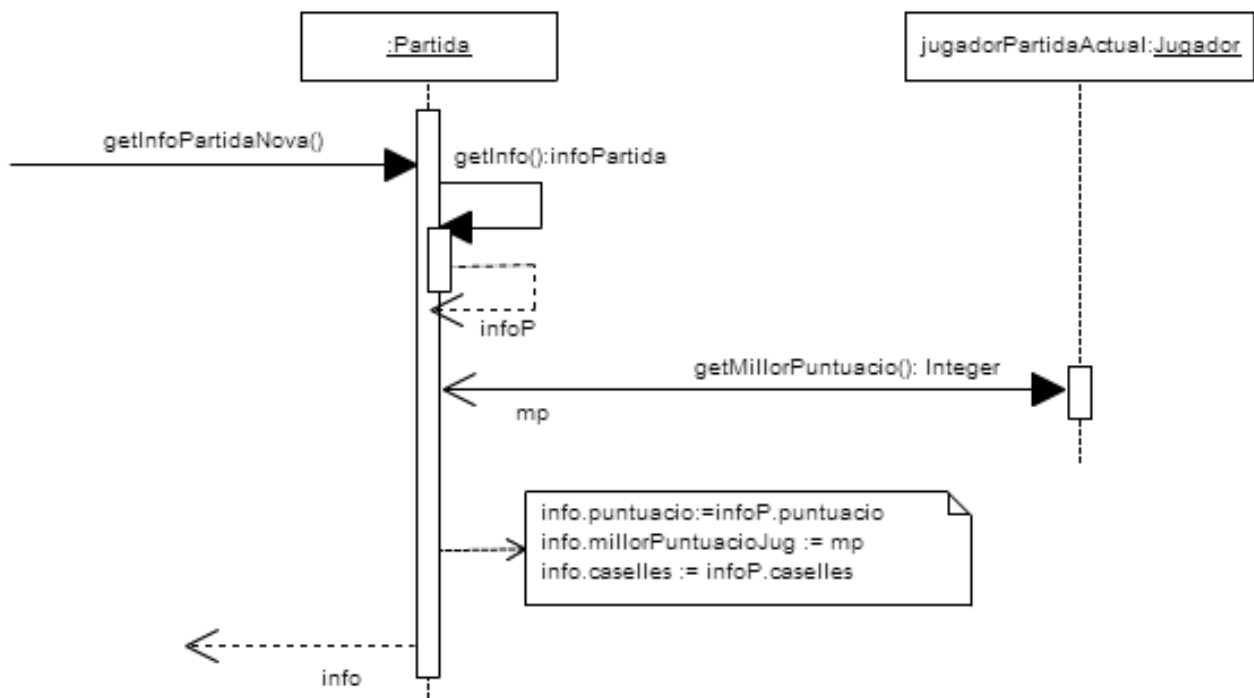 :Partida
jugadorPartidaActual:Jugador
getInfoPartidaNova()
getInfo():infoPartida
infoP
getMillorPuntuacio(): Integer
mp
info.puntuacio:=infoP.puntuacio
info.millorPuntuacioJug := mp
info.caselles := infoP.caselles
info